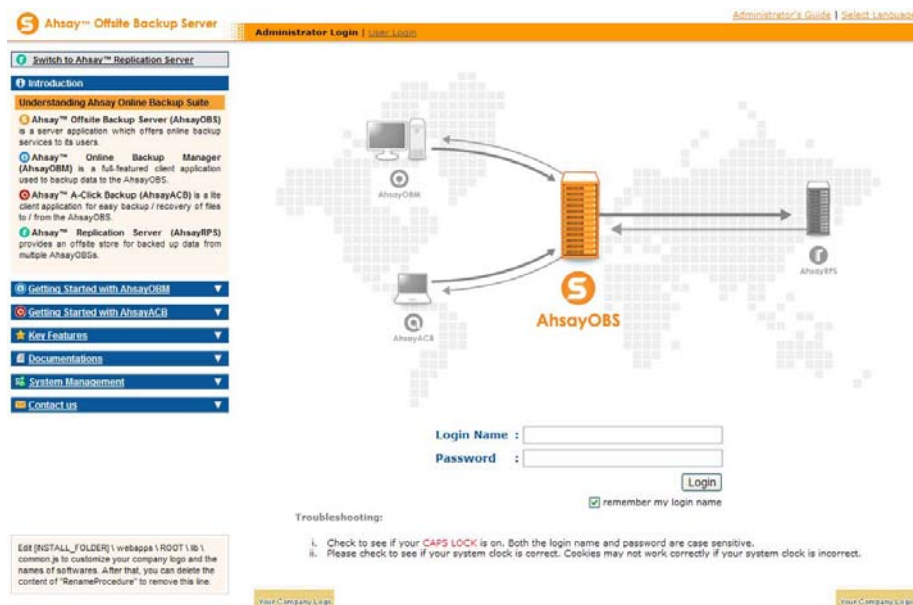 Ahsay™ Offsite Backup Server
Administrator's Guide | Select Language
Administrator Login | User Login
Switch to Ahsay™ Replication Server
Introduction
Understanding Ahsay Online Backup Suite
Ahsay™ Offsite Backup Server (AhsayOBS)
is a server application which offers online backup
services to its users.
Ahsay™ Online Backup Manager
(AhsayOBM) is a full-featured client application
used to backup data to the AhsayOBS.
Ahsay™ A-Click Backup (AhsayACB) is a lite
client application for easy backup / recovery of files
to / from the AhsayOBS.
Ahsay™ Replication Server (AhsayRPS)
provides an offsite store for backed up data from
multiple AhsayOBSs.
Getting Started with AhsayOBM
Getting Started with AhsayACB
Key Features
Documentations
System Management
Contact us
AhsayOBM
AhsayACB
AhsayOBS
AhsayRPS
Login Name :
Password :
Login
remember my login name
Troubleshooting:
i. Check to see if your CAPS LOCK is on. Both the login name and password are case sensitive.
ii. Please check to see if your system clock is correct. Cookies may not work correctly if your system clock is incorrect.
Edit [INSTALL_FOLDER] \ webapps \ ROOT \ lib \
common.js to customize your company logo and the
names of softwares. After that, you can delete the
content of "RenameProcedure" to remove this line.
Your Company Logo
Your Company Logo